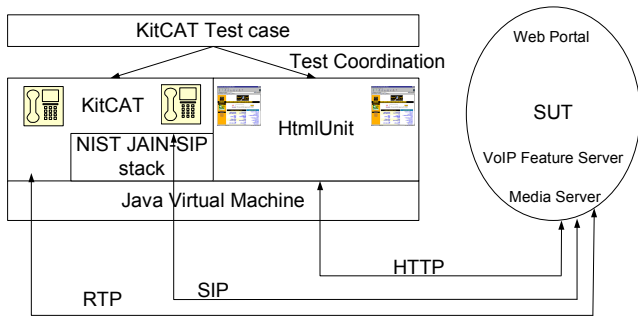 KitCAT Test case
Test Coordination
Web Portal
KitCAT
HtmlUnit
SUT
NIST JAIN-SIP
stack
VoIP Feature Server
Java Virtual Machine
Media Server
HTTP
SIP
RTP